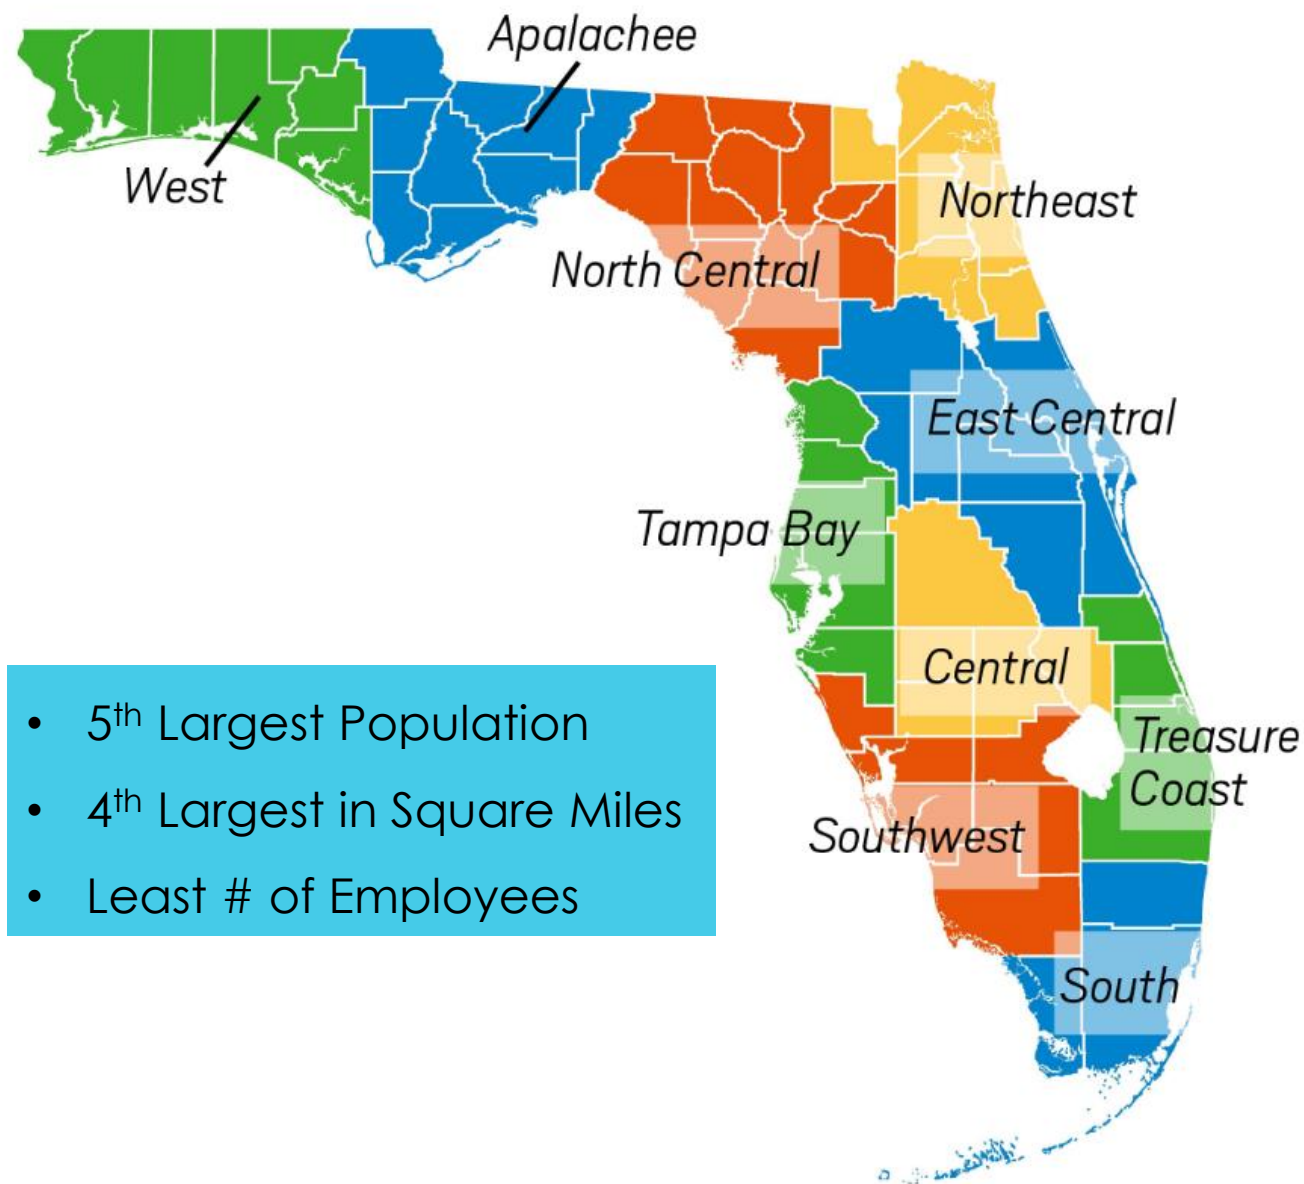 Apalachee
West
Northeast
North Central
East Central
Tampa Bay
Central
• 5th Largest Population
• 4th Largest in Square Miles
• Least # of Employees
Treasure
Coast
Southwest
South